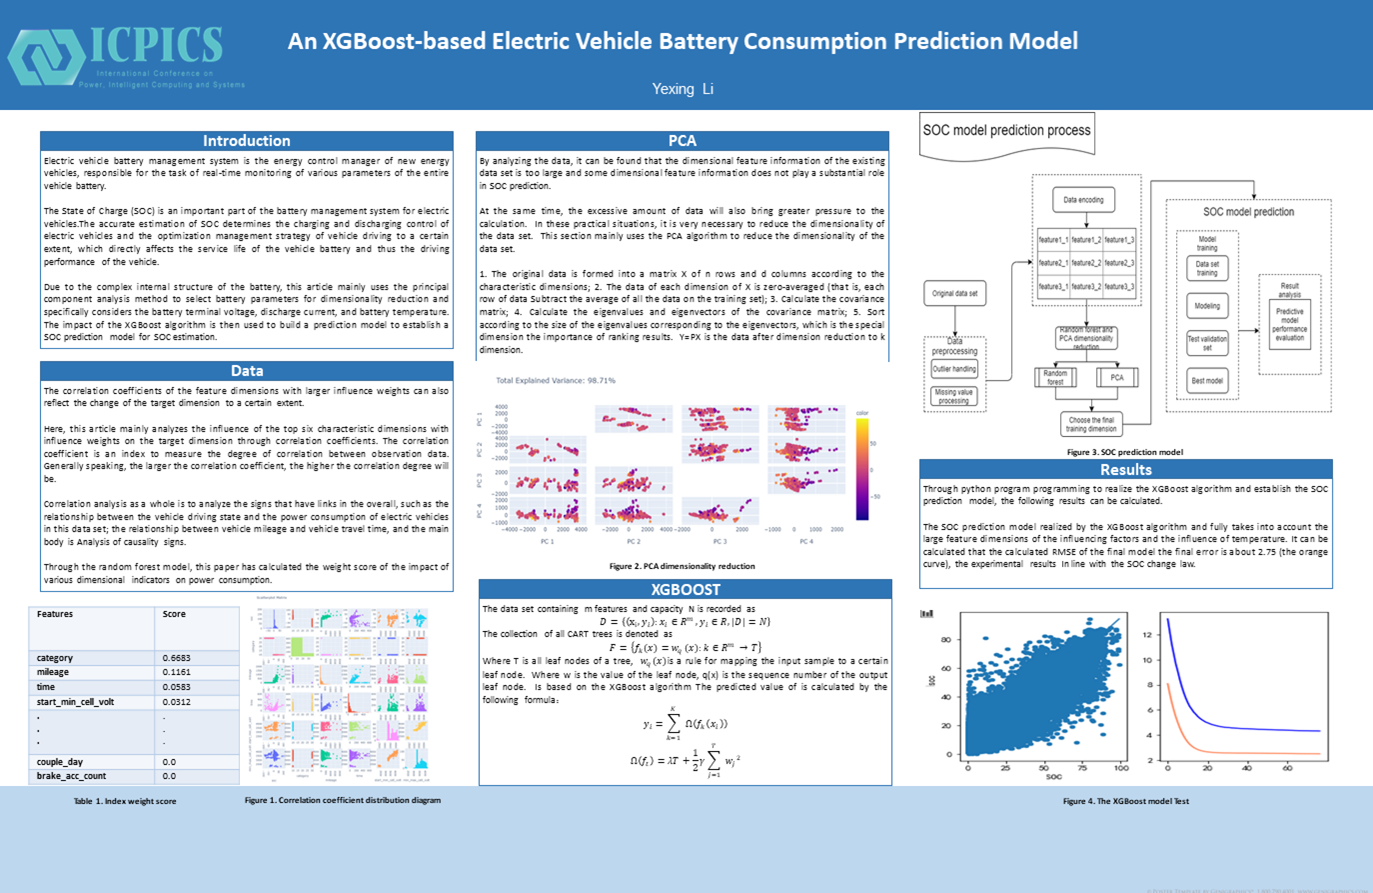 ICPICS
International Conference on
Power, Intelligent Computing and Systems
An XGBoost-based Electric Vehicle Battery Consumption Prediction Model
Yexing Li
Introduction
Electric vehicle battery management system is the energy control manager of new energy
vehicles, responsible for the task of real-time monitoring of various parameters of the entire
vehicle battery.
The State of Charge (SOC) is an important part of the battery management system for electric
vehicles.The accurate estimation of SOC determines the charging and discharging control of
electric vehicles and the optimization management strategy of vehicle driving to a certain
extent, which directly affects the service life of the vehicle battery and thus the driving
performance of the vehicle.
Due to the complex internal structure of the battery, this article mainly uses the principal
component analysis method to select battery parameters for dimensionality reduction and
specifically considers the battery terminal voltage, discharge current, and battery temperature.
The impact of the XGBoost algorithm is then used to build a prediction model to establish a
SOC prediction model for SOC estimation.
Data
The correlation coefficients of the feature dimensions with larger influence weights can also
reflect the change of the target dimension to a certain extent.
Here, this article mainly analyzes the influence of the top six characteristic dimensions with
influence weights on the target dimension through correlation coefficients. The correlation
coefficient is an index to measure the degree of correlation between observation data.
Generally speaking, the larger the correlation coefficient, the higher the correlation degree will
be.
Correlation analysis as a whole is to analyze the signs that have links in the overall, such as the
relationship between the vehicle driving state and the power consumption of electric vehicles
in this data set; the relationship between vehicle mileage and vehicle travel time, and the main
body is Analysis of causality signs.
Through the random forest model, this paper has calculated the weight score of the impact of
various dimensional indicators on power consumption.
Features Score
category 0.6683
mileage 0.1161
time 0.0583
start_min_cell_volt 0.0312
. .
. .
. .
couple_day 0.0
brake_acc_count 0.0
Table 1. Index weight score
Figure 1. Correlation coefficient distribution diagram
PCA
By analyzing the data, it can be found that the dimensional feature information of the existing
data set is too large and some dimensional feature information does not play a substantial role
in SOC prediction.
At the same time, the excessive amount of data will also bring greater pressure to the
calculation. In these practical situations, it is very necessary to reduce the dimensionality of
the data set. This section mainly uses the PCA algorithm to reduce the dimensionality of the
data set.
1. The original data is formed into a matrix X of n rows and d columns according to the
characteristic dimensions; 2. The data of each dimension of X is zero-averaged (that is, each
row of data Subtract the average of all the data on the training set); 3. Calculate the covariance
matrix; 4. Calculate the eigenvalues and eigenvectors of the covariance matrix; 5. Sort
according to the size of the eigenvalues corresponding to the eigenvectors, which is the special
dimension the importance of ranking results. Y=PX is the data after dimension reduction to k
dimension.
Total Explained Variance: 98.71%
color
50
0
−50
PC 1
4000
2000
0
−2000
−4000
PC 2
4000
2000
0
−2000
PC 3
2000
0
−2000
PC 4
1000
0
−1000
−4000 −2000 0 2000
−2000 0 2000 4000
−2000 0 2000
−1000 0 1000 2000
PC 1 PC 2 PC 3 PC 4
Figure 2. PCA dimensionality reduction
XGBOOST
The data set containing m features and capacity N is recorded as
D = {(x_i, y_i): x_i ∈ R^m, y_i ∈ R, |D| = N}
The collection of all CART trees is denoted as
F = {f_k(x) = w_q(x): k ∈ R^m → T}
Where T is all leaf nodes of a tree, w_q(x)is a rule for mapping the input sample to a certain
leaf node. Where w is the value of the leaf node, q(x) is the sequence number of the output
leaf node. Is based on the XGBoost algorithm The predicted value of is calculated by the
following formula:
y_i = ∑_{k=1}^{K} Ω(f_k(x_i))
Ω(f_t) = λT + 1/2 γ ∑_{j=1}^{T} w_j^2
SOC model prediction process
Original data set
Data
preprocessing
Outlier handling
Missing value
processing
Data encoding
feature1_1 feature1_2 feature1_3
feature2_1 feature2_2 feature2_3
feature3_1 feature3_2 feature3_3
Random forest and
PCA dimensionality
reduction
Random
forest
PCA
Choose the final
training dimension
SOC model prediction
Model
training
Data set
training
Modeling
Test validation
set
Best model
Result
analysis
Predictive
model
performance
evaluation
Figure 3. SOC prediction model
Results
Through python program programming to realize the XGBoost algorithm and establish the SOC
prediction model, the following results can be calculated.
The SOC prediction model realized by the XGBoost algorithm and fully takes into account the
large feature dimensions of the influencing factors and the influence of temperature. It can be
calculated that the calculated RMSE of the final model the final error is about 2.75 (the orange
curve), the experimental results In line with the SOC change law.
80
60
40
20
0
SOC
0 25 50 75 100
SOC
12
10
8
6
4
2
0 20 40 60
Figure 4. The XGBoost model Test